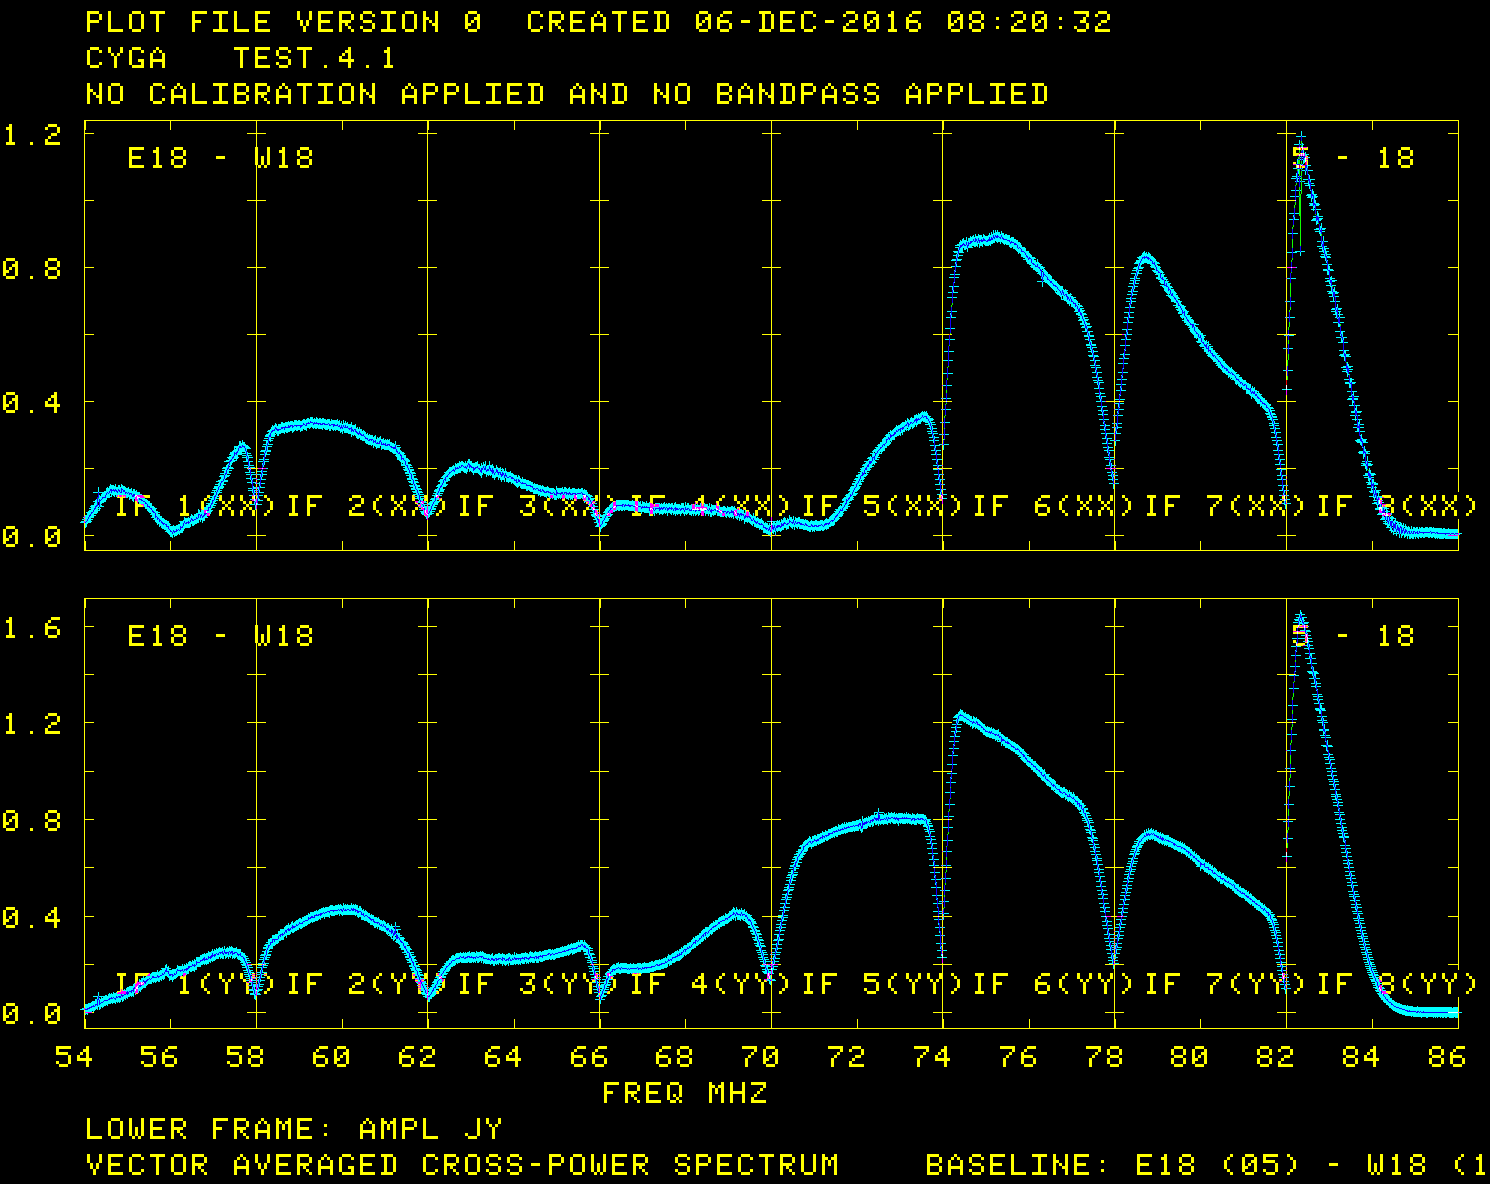 PLOT FILE VERSION 0  CREATED 06-DEC-2016 08:20:32
CYGA   TEST.4.1
NO CALIBRATION APPLIED AND NO BANDPASS APPLIED
1.2
E18 - W18    5 - 18
0.8
0.4
IF 1(XX) IF 2(XX) IF 3(XX) IF 4(XX) IF 5(XX) IF 6(XX) IF 7(XX) IF 8(XX)
0.0
1.6
E18 - W18    5 - 18
1.2
0.8
0.4
IF 1(YY) IF 2(YY) IF 3(YY) IF 4(YY) IF 5(YY) IF 6(YY) IF 7(YY) IF 8(YY)
0.0
54 56 58 60 62 64 66 68 70 72 74 76 78 80 82 84 86
FREQ MHZ
LOWER FRAME: AMPL JY
VECTOR AVERAGED CROSS-POWER SPECTRUM    BASELINE: E18 (05) - W18 (1